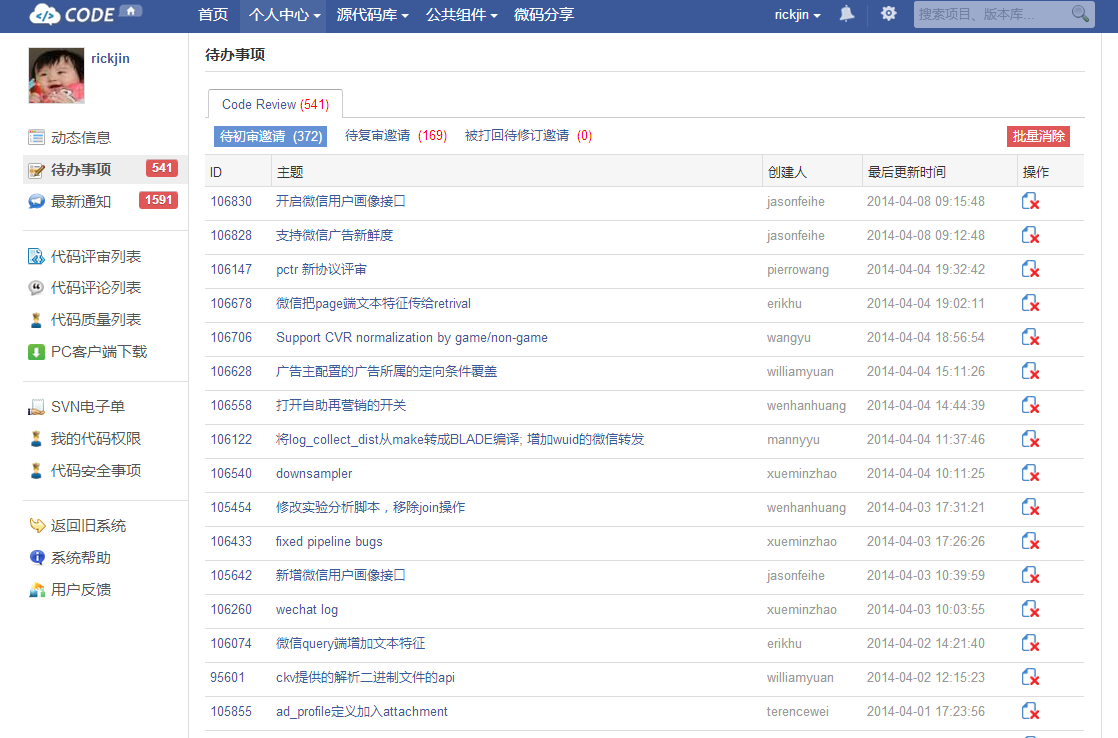 CODE 首页 个人中心 源代码库 公共组件 微码分享 rickjin 搜索项目、版本库...
rickjin
动态信息
待办事项 541
最新通知 1591
代码评审列表
代码评论列表
代码质量列表
PC客户端下载
SVN电子单
我的代码权限
代码安全事项
返回旧系统
系统帮助
用户反馈
待办事项
Code Review (541)
待初审邀请 (372) 待复审邀请 (169) 被打回待修订邀请 (0) 批量消除
ID 主题 创建人 最后更新时间 操作
106830 开启微信用户画像接口 jasonfeihe 2014-04-08 09:15:48
106828 支持微信广告新鲜度 jasonfeihe 2014-04-08 09:12:48
106147 pctr 新协议评审 pierrowang 2014-04-04 19:32:42
106678 微信把page端文本特征传给retrival erikhu 2014-04-04 19:02:11
106706 Support CVR normalization by game/non-game wangyu 2014-04-04 18:56:54
106628 广告主配置的广告所属的定向条件覆盖 williamyuan 2014-04-04 15:11:26
106558 打开自助再营销的开关 wenhanhuang 2014-04-04 14:44:39
106122 将log_collect_dist从make转成BLADE编译; 增加wuid的微信转发 mannyyu 2014-04-04 11:37:46
106540 downsampler xueminzhao 2014-04-04 10:11:25
105454 修改实验分析脚本，移除join操作 wenhanhuang 2014-04-03 17:31:21
106433 fixed pipeline bugs xueminzhao 2014-04-03 17:26:26
105642 新增微信用户画像接口 jasonfeihe 2014-04-03 10:39:59
106260 wechat log xueminzhao 2014-04-03 10:03:55
106074 微信query端增加文本特征 erikhu 2014-04-02 14:21:40
95601 ckv提供的解析二进制文件的api williamyuan 2014-04-02 12:15:23
105855 ad_profile定义加入attachment terencewei 2014-04-01 17:23:56